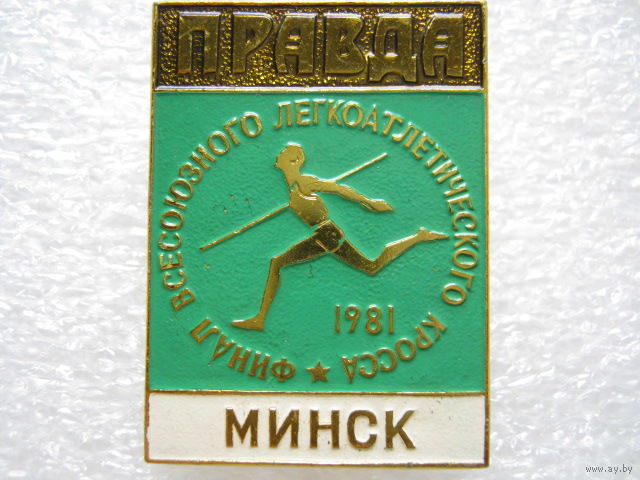 ПРАВДА
ФИНАЛ ВСЕСОЮЗНОГО ЛЕГКОАТЛЕТИЧЕСКОГО КРОССА
1981
МИНСК
www.ay.by